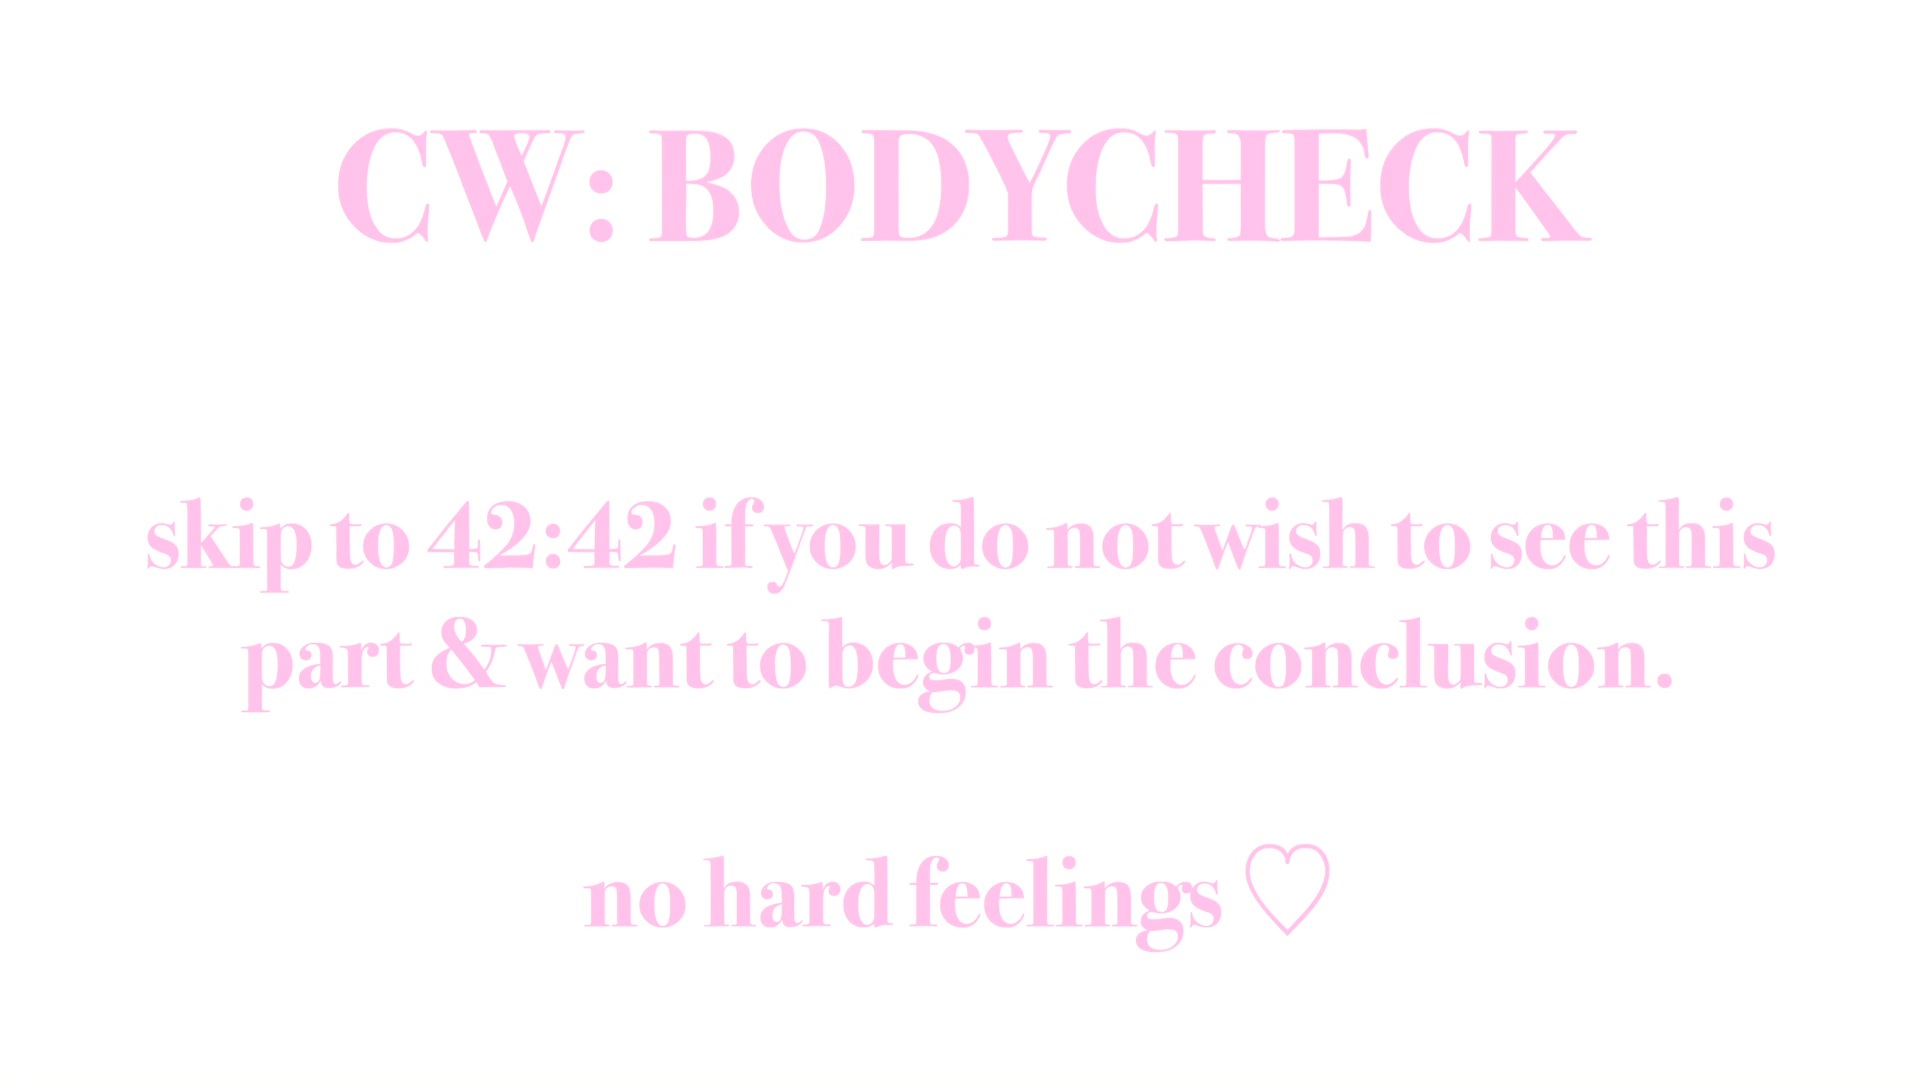 CW: BODYCHECK
skip to 42:42 if you do not wish to see this
part & want to begin the conclusion.
no hard feelings ♡